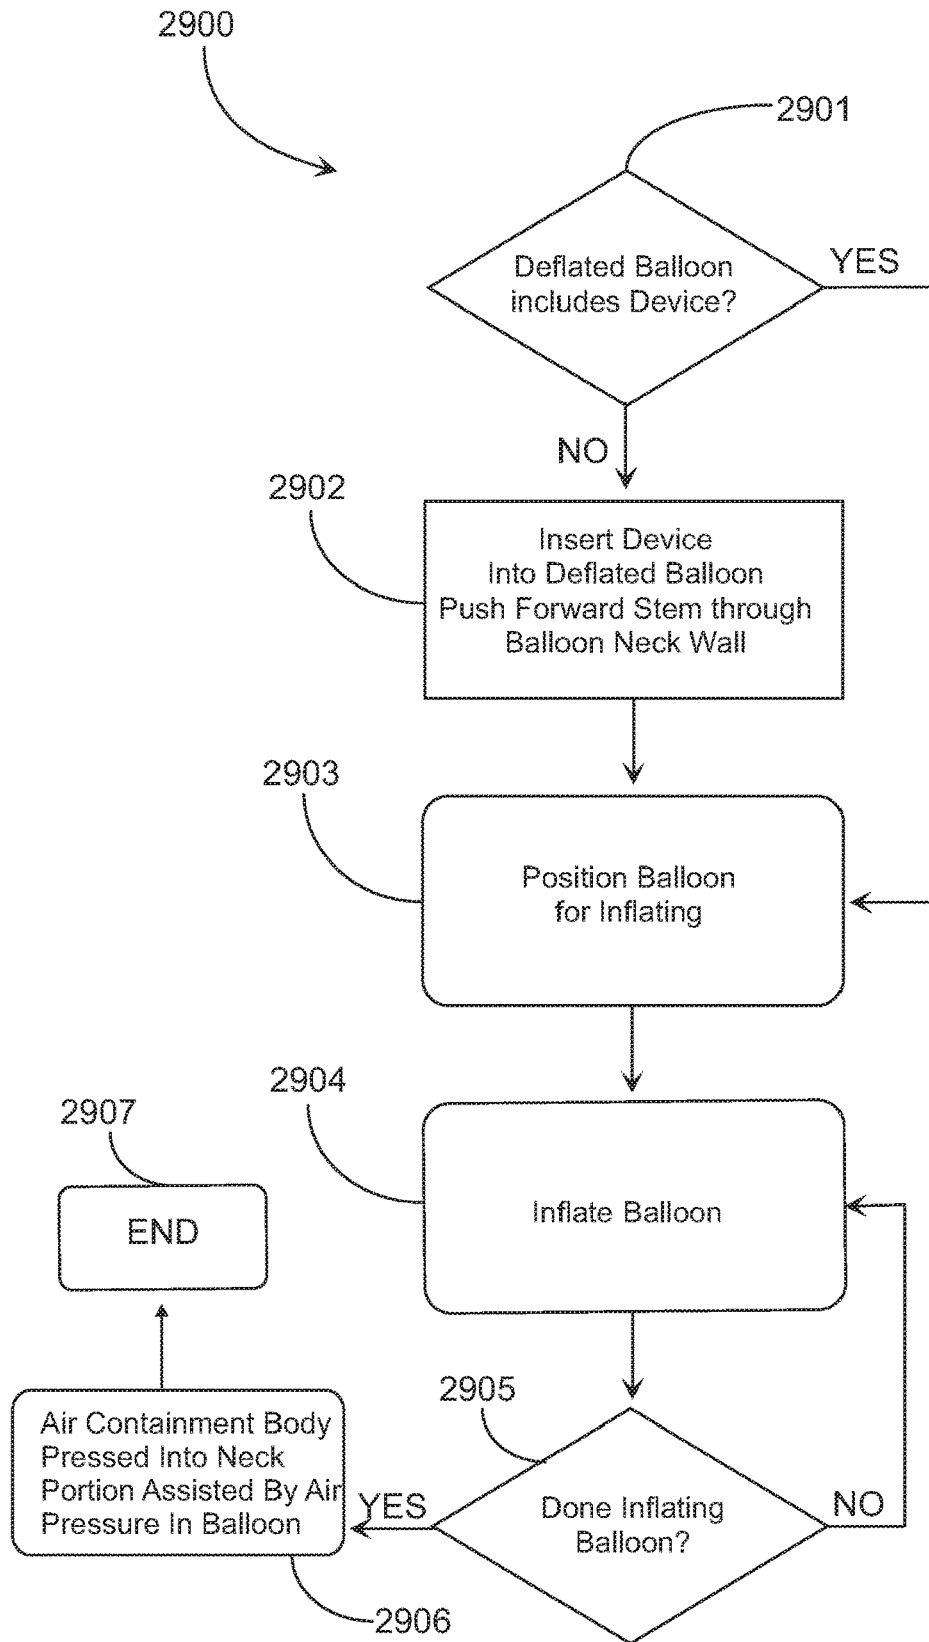 2900
2901
Deflated Balloon
includes Device?
YES
NO
2902
Insert Device
Into Deflated Balloon
Push Forward Stem through
Balloon Neck Wall
2903
Position Balloon
for Inflating
2904
Inflate Balloon
2907
END
2905
Done Inflating
Balloon?
NO
YES
Air Containment Body
Pressed Into Neck
Portion Assisted By Air
Pressure In Balloon
2906